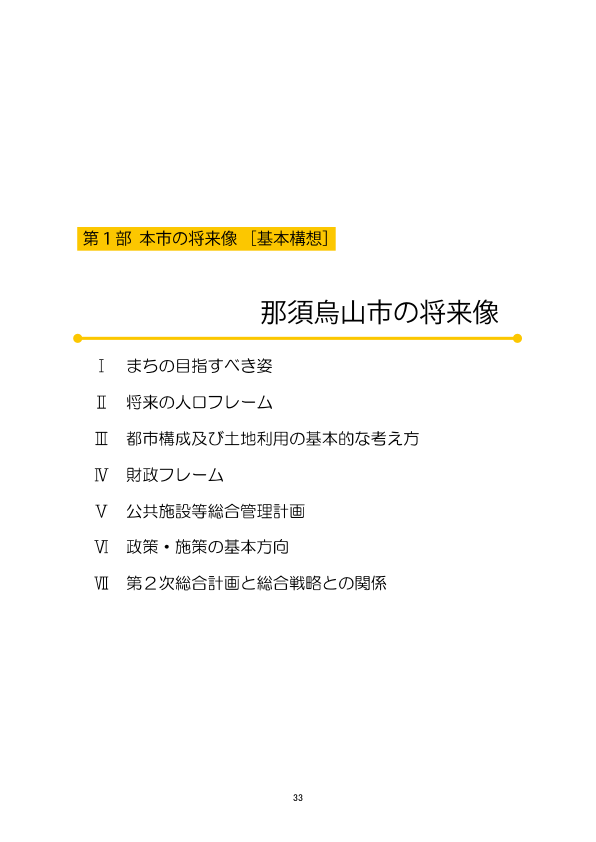 第１部 本市の将来像 ［基本構想］
那須烏山市の将来像
Ⅰ まちの目指すべき姿
Ⅱ 将来の人口フレーム
Ⅲ 都市構成及び土地利用の基本的な考え方
Ⅳ 財政フレーム
Ⅴ 公共施設等総合管理計画
Ⅵ 政策・施策の基本方向
Ⅶ 第２次総合計画と総合戦略との関係
33